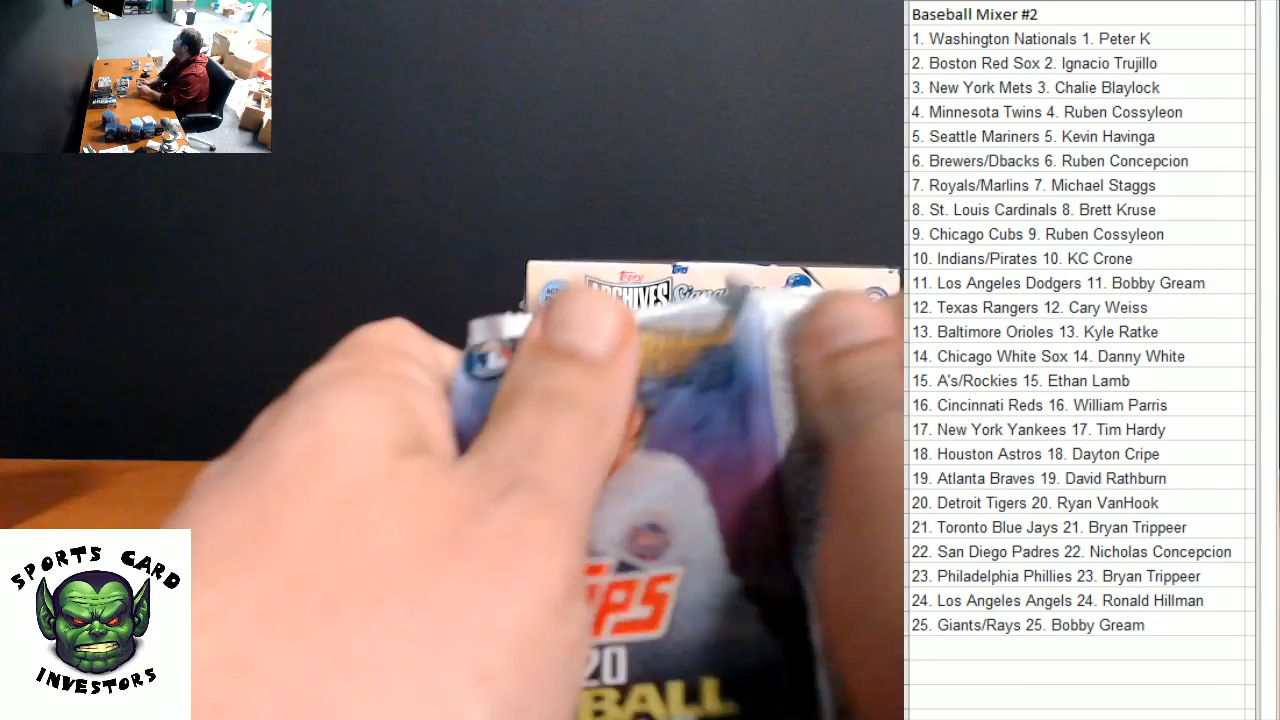 Baseball Mixer #2
1. Washington Nationals 1. Peter K
2. Boston Red Sox 2. Ignacio Trujillo
3. New York Mets 3. Chalie Blaylock
4. Minnesota Twins 4. Ruben Cossyleon
5. Seattle Mariners 5. Kevin Havinga
6. Brewers/Dbacks 6. Ruben Concepcion
7. Royals/Marlins 7. Michael Staggs
8. St. Louis Cardinals 8. Brett Kruse
9. Chicago Cubs 9. Ruben Cossyleon
10. Indians/Pirates 10. KC Crone
11. Los Angeles Dodgers 11. Bobby Gream
12. Texas Rangers 12. Cary Weiss
13. Baltimore Orioles 13. Kyle Ratke
14. Chicago White Sox 14. Danny White
15. A's/Rockies 15. Ethan Lamb
16. Cincinnati Reds 16. William Parris
17. New York Yankees 17. Tim Hardy
18. Houston Astros 18. Dayton Cripe
19. Atlanta Braves 19. David Rathburn
20. Detroit Tigers 20. Ryan VanHook
21. Toronto Blue Jays 21. Bryan Trippeer
22. San Diego Padres 22. Nicholas Concepcion
23. Philadelphia Phillies 23. Bryan Trippeer
24. Los Angeles Angels 24. Ronald Hillman
25. Giants/Rays 25. Bobby Gream
Topps
PS
20
BALL
SPORTS CARD
INVESTORS